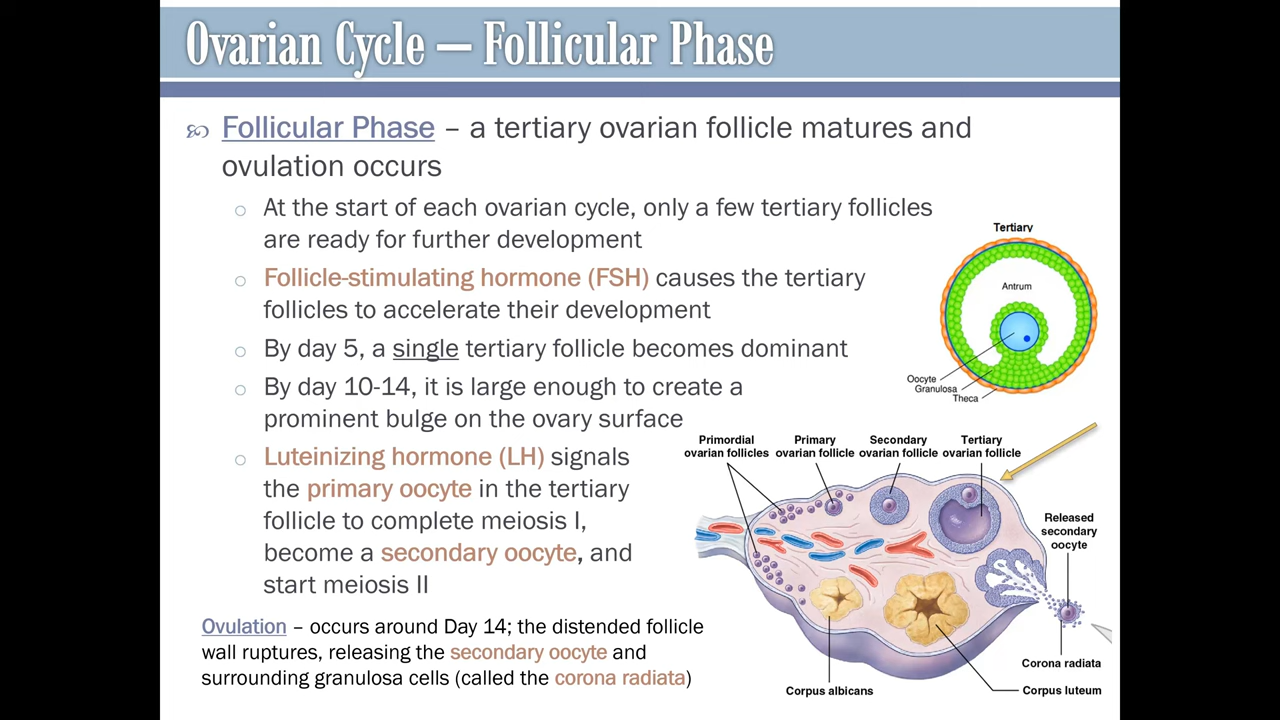 Ovarian Cycle – Follicular Phase
Follicular Phase – a tertiary ovarian follicle matures and
ovulation occurs
At the start of each ovarian cycle, only a few tertiary follicles
are ready for further development
Follicle-stimulating hormone (FSH) causes the tertiary
follicles to accelerate their development
By day 5, a single tertiary follicle becomes dominant
By day 10-14, it is large enough to create a
prominent bulge on the ovary surface
Luteinizing hormone (LH) signals
the primary oocyte in the tertiary
follicle to complete meiosis I,
become a secondary oocyte, and
start meiosis II
Ovulation – occurs around Day 14; the distended follicle
wall ruptures, releasing the secondary oocyte and
surrounding granulosa cells (called the corona radiata)
Tertiary
Antrum
Oocyte
Granulosa
Theca
Primordial
ovarian follicles
Primary
ovarian follicle
Secondary
ovarian follicle
Tertiary
ovarian follicle
Released
secondary
oocyte
Corona radiata
Corpus luteum
Corpus albicans